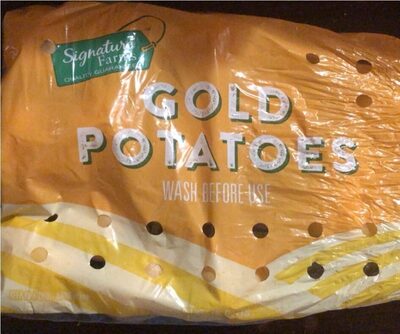 Signature
Farms
QUALITY GUARANTEED
GOLD
POTATOES
WASH BEFORE USE